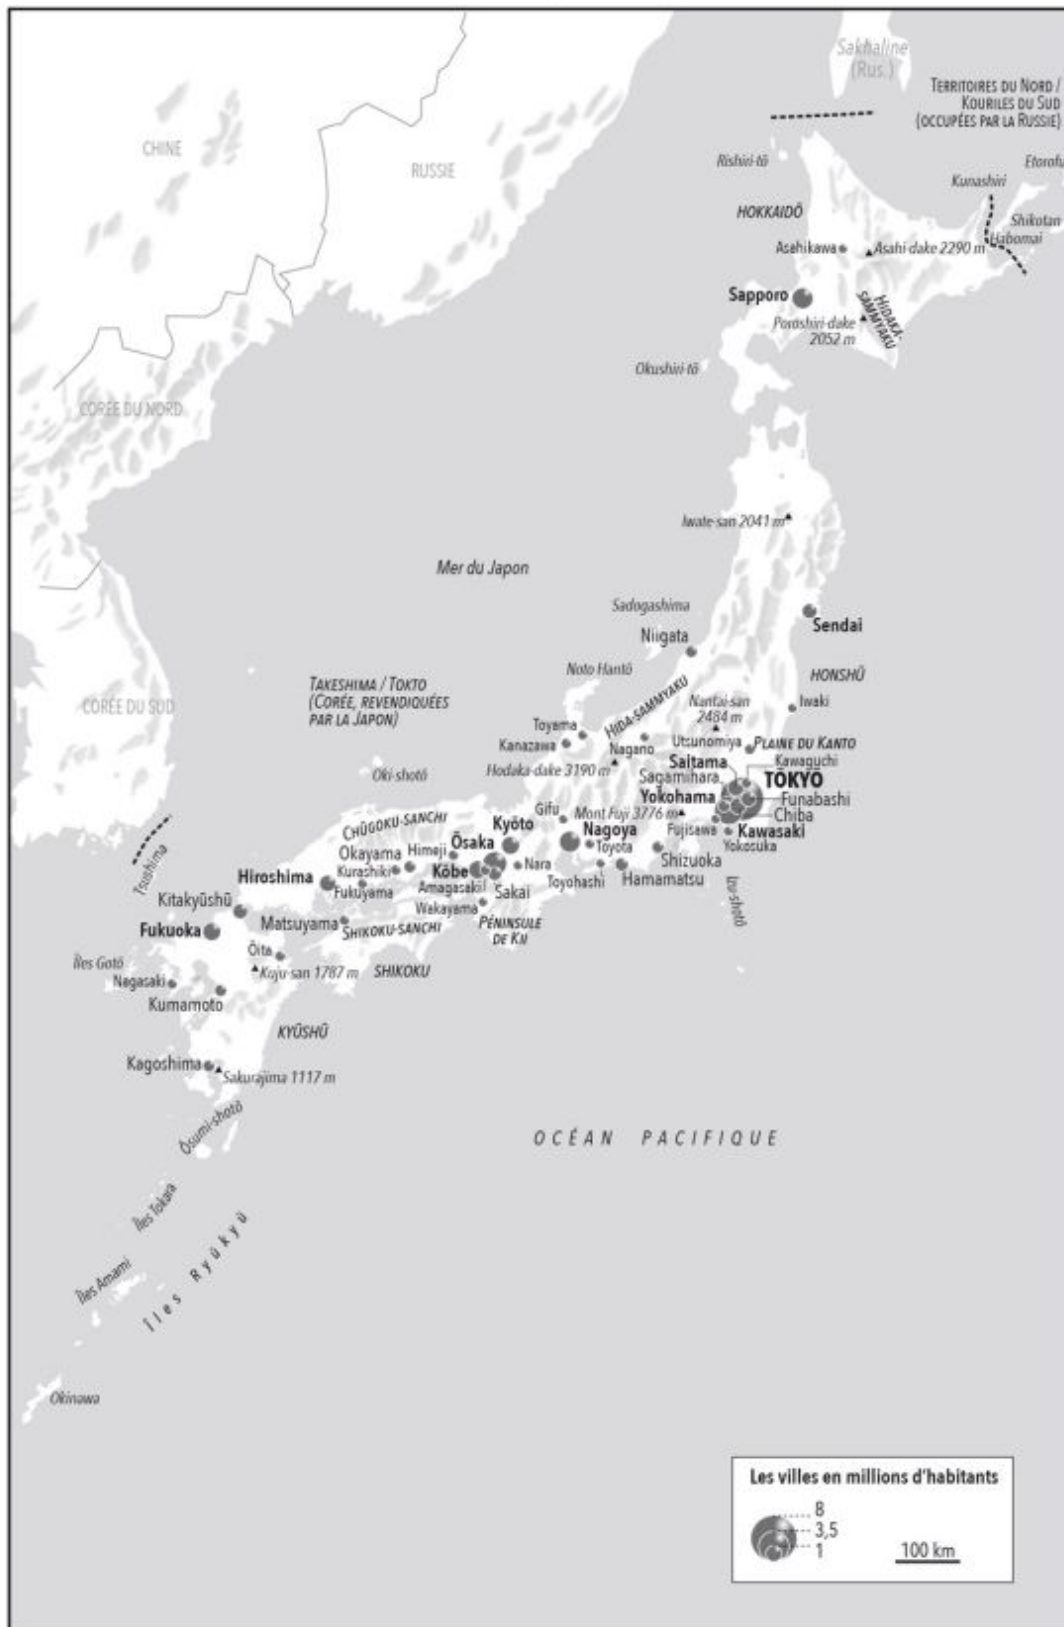 Sakhaline
(Rus.)
TERRITOIRES DU NORD /
KOURILES DU SUD
(OCCUPÉES PAR LA RUSSIE)
CHINE
RUSSIE
Rishiri-tō
Etorofu
Kunashiri
HOKKAIDŌ
Shikotan
Habomai
Asahikawa
Asahi-dake 2290 m
Sapporo
HIDAKA-
SAMMYAKU
Poroshiri-dake
2052 m
Okushiri-tō
CORÉE DU NORD
Iwate-san 2041 m
Mer du Japon
Sadogashima
Sendai
Niigata
Noto Hantō
HONSHŪ
TAKESHIMA / TOKTO
(CORÉE, REVENDIQUÉES
PAR LA JAPON)
CORÉE DU SUD
HIDA-SAMMYAKU
Nantai-san
2484 m
Iwaki
Toyama
Kanazawa
Nagano
Utsunomiya
PLAINE DU KANTO
Hodaka-dake 3190 m
Saitama
Kawaguchi
Oki-shotō
Sagamihara
TŌKYŌ
Yokohama
Funabashi
Gifu
Mont Fuji 3776 m
Chiba
CHŪGOKU-SANCHI
Kyōto
Nagoya
Fujisawa
Kawasaki
Ōsaka
Toyota
Yokosuka
Okayama
Himeji
Shizuoka
Tsushima
Kurashiki
Kōbe
Nara
Hiroshima
Fukuyama
Amagasaki
Sakai
Toyohashi
Hamamatsu
Izu-shotō
Kitakyūshū
Wakayama
Matsuyama
SHIKOKU-SANCHI
PÉNINSULE
DE KII
Fukuoka
Ōita
Îles Gotō
Kuju-san 1787 m
SHIKOKU
Nagasaki
Kumamoto
KYŪSHŪ
Kagoshima
Sakurajima 1117 m
Ōsumi-shotō
OCÉAN PACIFIQUE
Îles Tokara
Îles Ryūkyū
Îles Amami
Okinawa
Les villes en millions d'habitants
8
3,5
1
100 km